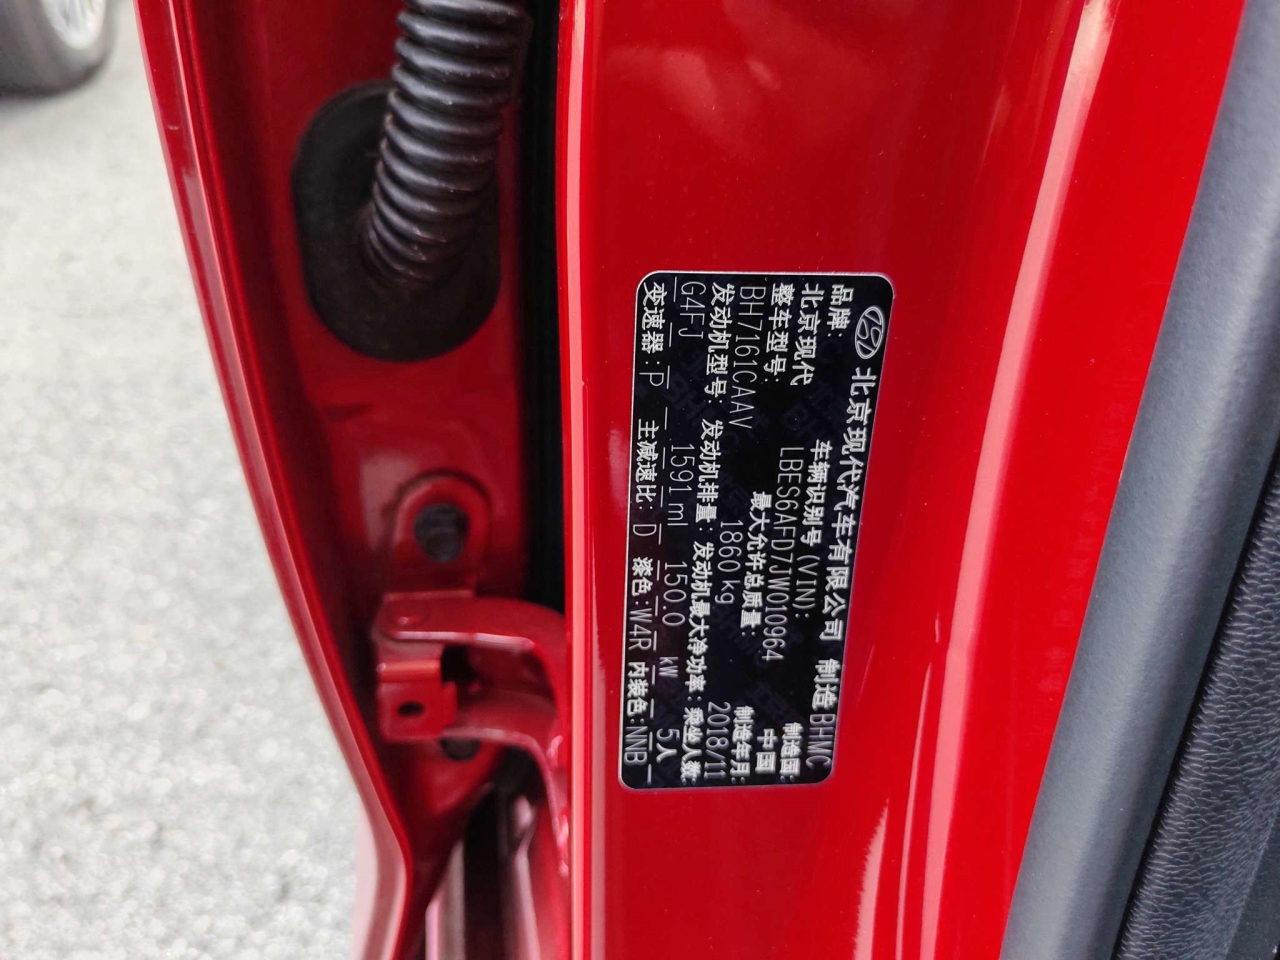 北京现代汽车有限公司 制造 BHMC
品牌: 车辆识别号(VIN): 制造国:
北京现代 LBES6AFD7JW010964 中国
整车型号: 最大允许总质量: 制造年月:
BH7161CAAV 1860 kg 2018/11
发动机型号: 发动机排量: 发动机最大净功率: 乘坐人数:
G4FJ 1591 ml 150.0 kW 5人
变速器:P 主减速比:D 漆色:W4R 内装色:NNB